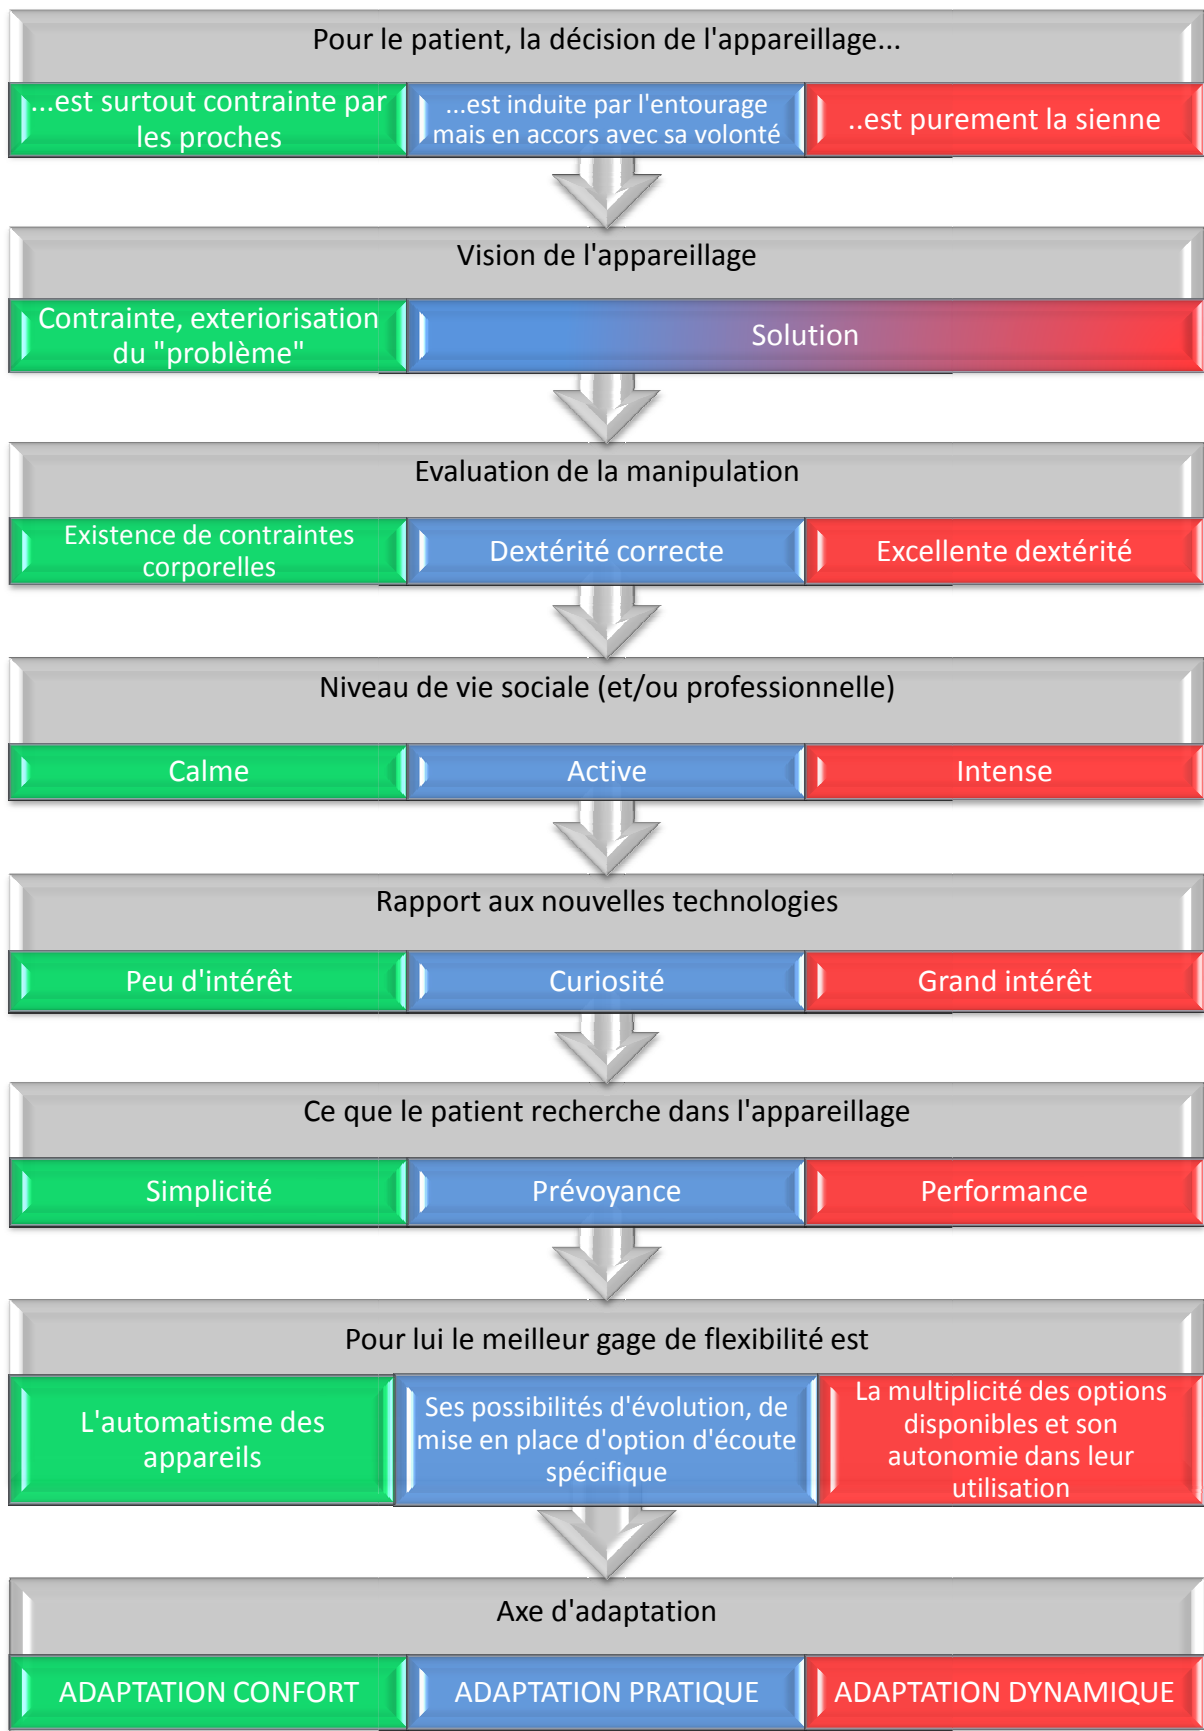 Pour le patient, la décision de l'appareillage...
...est surtout contrainte par
les proches
...est induite par l'entourage
mais en accors avec sa volonté
..est purement la sienne
Vision de l'appareillage
Contrainte, exteriorisation
du "problème"
Solution
Evaluation de la manipulation
Existence de contraintes
corporelles
Dextérité correcte
Excellente dextérité
Niveau de vie sociale (et/ou professionnelle)
Calme
Active
Intense
Rapport aux nouvelles technologies
Peu d'intérêt
Curiosité
Grand intérêt
Ce que le patient recherche dans l'appareillage
Simplicité
Prévoyance
Performance
Pour lui le meilleur gage de flexibilité est
L'automatisme des
appareils
Ses possibilités d'évolution, de
mise en place d'option d'écoute
spécifique
La multiplicité des options
disponibles et son
autonomie dans leur
utilisation
Axe d'adaptation
ADAPTATION CONFORT
ADAPTATION PRATIQUE
ADAPTATION DYNAMIQUE